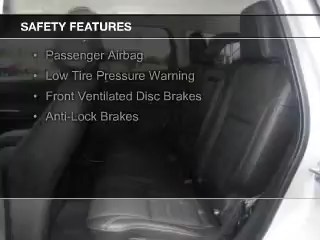 SAFETY FEATURES
• Passenger Airbag
• Low Tire Pressure Warning
• Front Ventilated Disc Brakes
• Anti-Lock Brakes